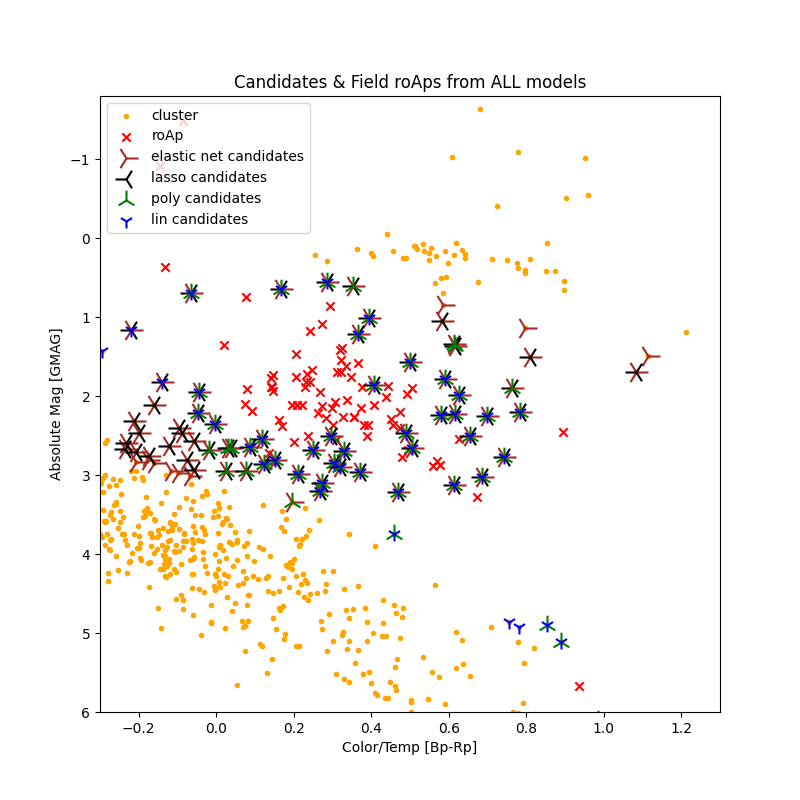 Candidates & Field roAps from ALL models
cluster
roAp
elastic net candidates
lasso candidates
poly candidates
lin candidates
−1
0
1
2
3
4
5
6
Absolute Mag [GMAG]
−0.2 0.0 0.2 0.4 0.6 0.8 1.0 1.2
Color/Temp [Bp-Rp]